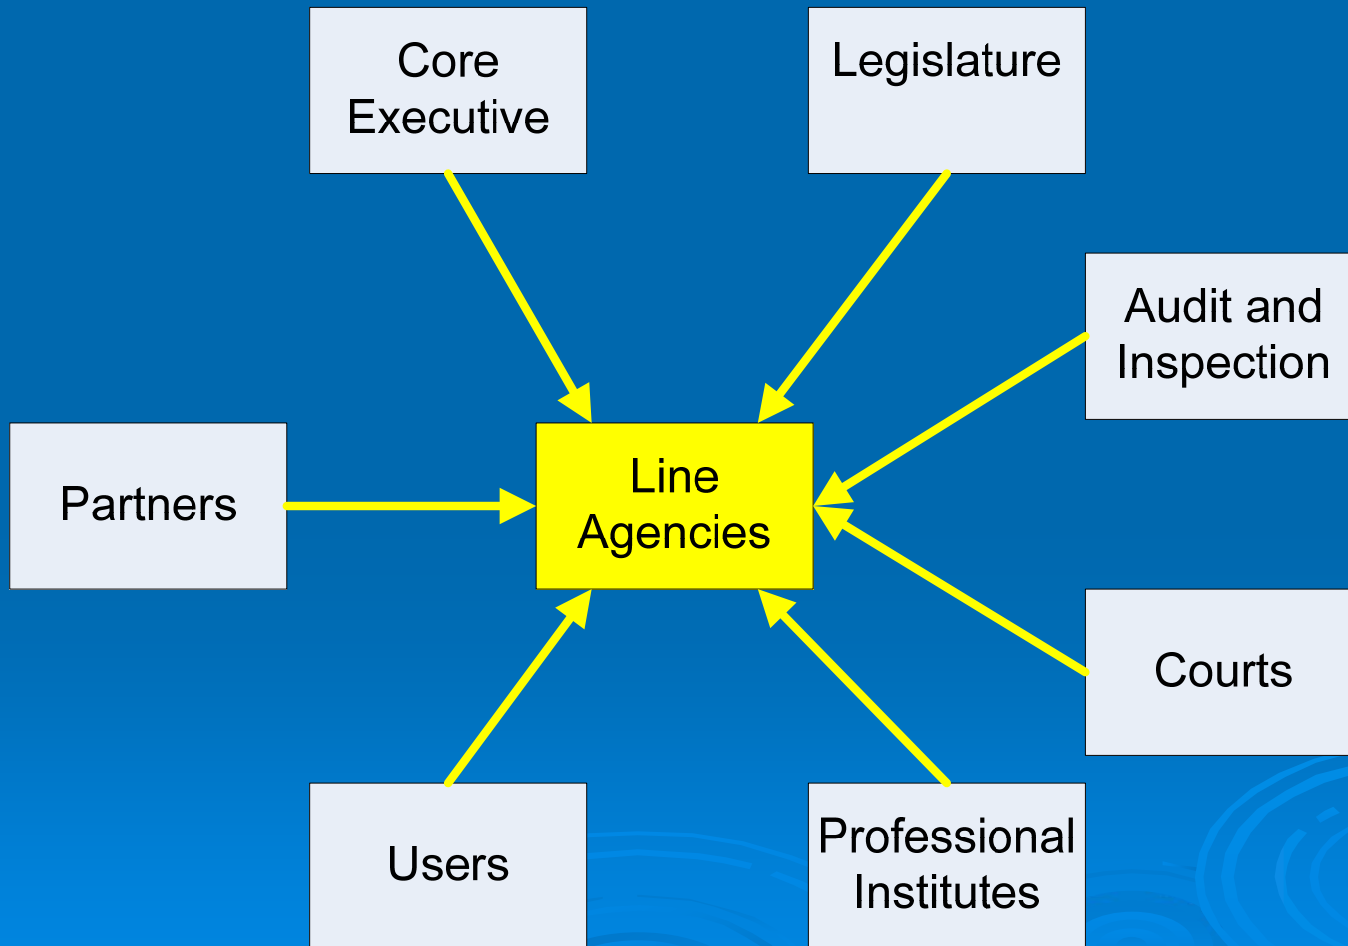 Core
Executive
Legislature
Audit and
Inspection
Partners
Line
Agencies
Courts
Users
Professional
Institutes